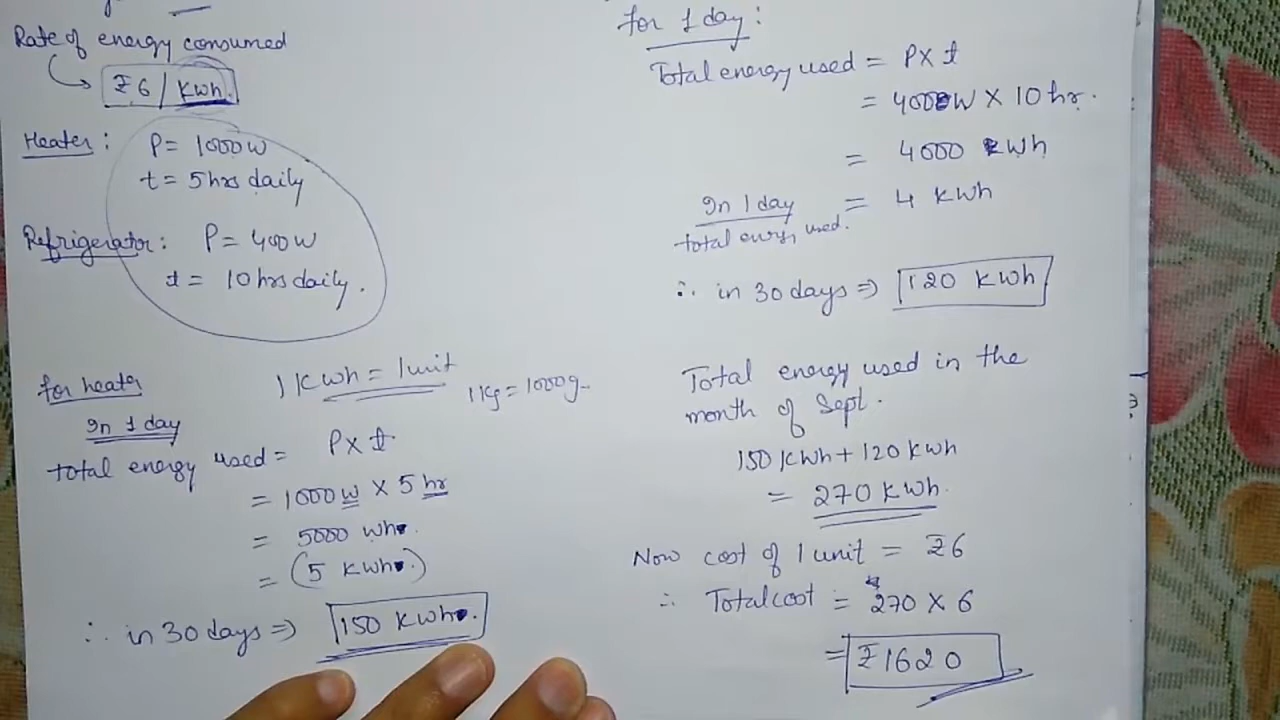 Rate of energy consumed
₹6 / kwh.
Heater: P = 1000 W
t = 5 hrs daily
Refrigerator: P = 400 W
t = 10 hrs daily.
for heater
1 Kwh = 1 unit
1 Kg = 1000g
In 1 day
total energy used = P x t
= 1000 W x 5 hr
= 5000 wh.
= (5 kwh.)
∴ in 30 days ⇒ 150 kwh.
for 1 day:
Total energy used = P x t
= 400 W x 10 hr.
= 4000 wh
In 1 day = 4 kwh
total used.
∴ in 30 days ⇒ 120 kwh
Total energy used in the
month of Sept.
150 kwh + 120 kwh
= 270 kwh.
Now cost of 1 unit = ₹6
∴ Total cost = 270 x 6
= ₹1620